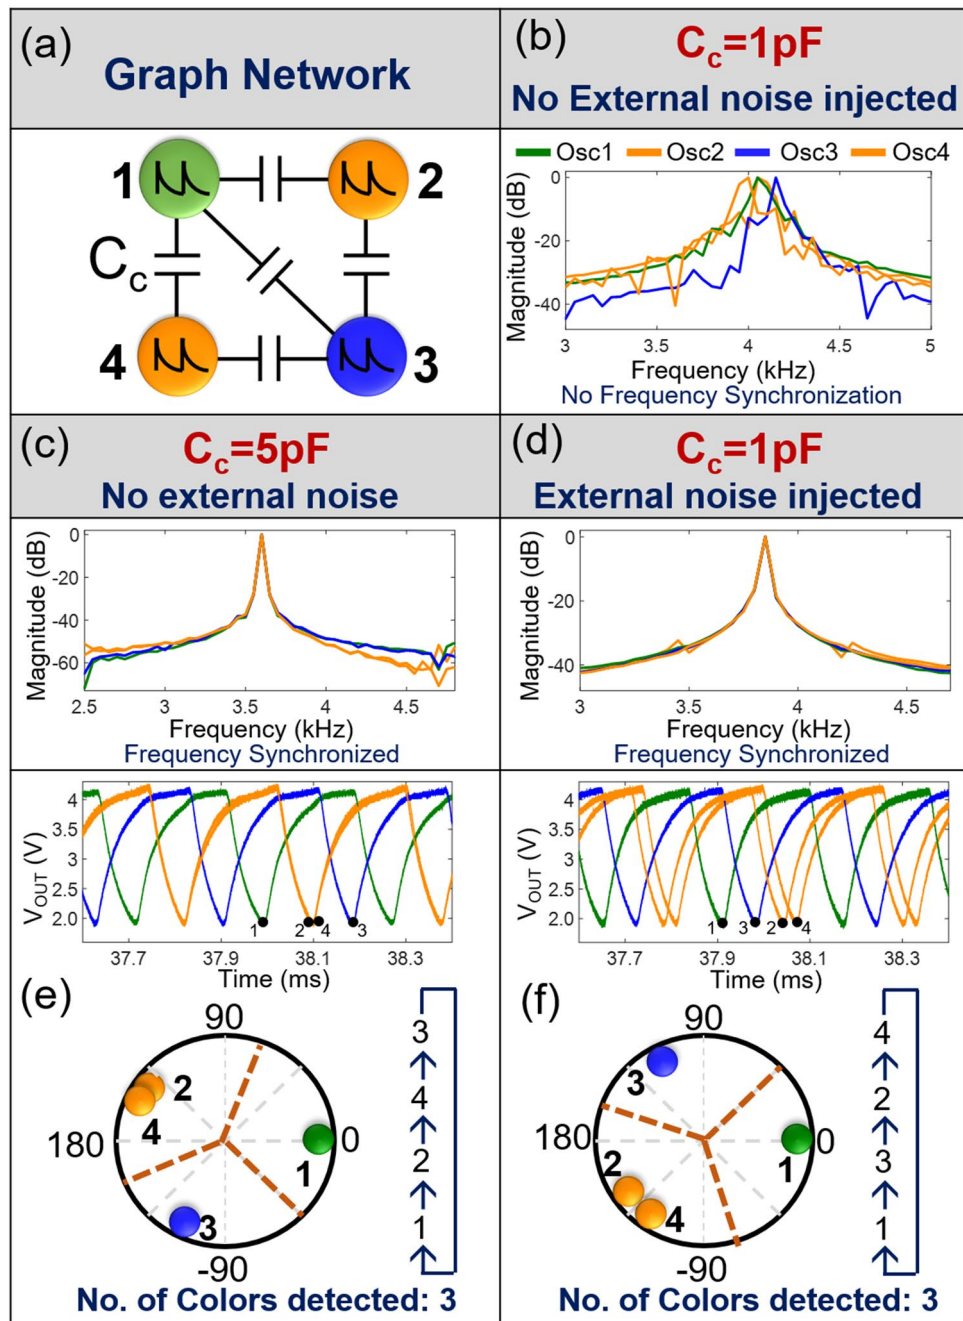 (a)
Graph Network
(b)
C_c=1pF
No External noise injected
1
2
C_c
4
3
Osc1 Osc2 Osc3 Osc4
Magnitude (dB)
0
-20
-40
3 3.5 4 4.5 5
Frequency (kHz)
No Frequency Synchronization
(c)
C_c=5pF
No external noise
(d)
C_c=1pF
External noise injected
Magnitude (dB)
0
-20
-40
-60
2.5 3 3.5 4 4.5
Frequency (kHz)
Frequency Synchronized
Magnitude (dB)
0
-20
-40
3 3.5 4 4.5
Frequency (kHz)
Frequency Synchronized
V_OUT (V)
4
3.5
3
2.5
2.0
1 2 4 3
37.7 37.9 38.1 38.3
Time (ms)
V_OUT (V)
4
3.5
3
2.5
2.0
1 3 2 4
37.7 37.9 38.1 38.3
Time (ms)
(e)
90
2
4
180
0
1
3
-90
3
4
2
1
No. of Colors detected: 3
(f)
90
3
180
0
2
1
4
-90
4
2
3
1
No. of Colors detected: 3